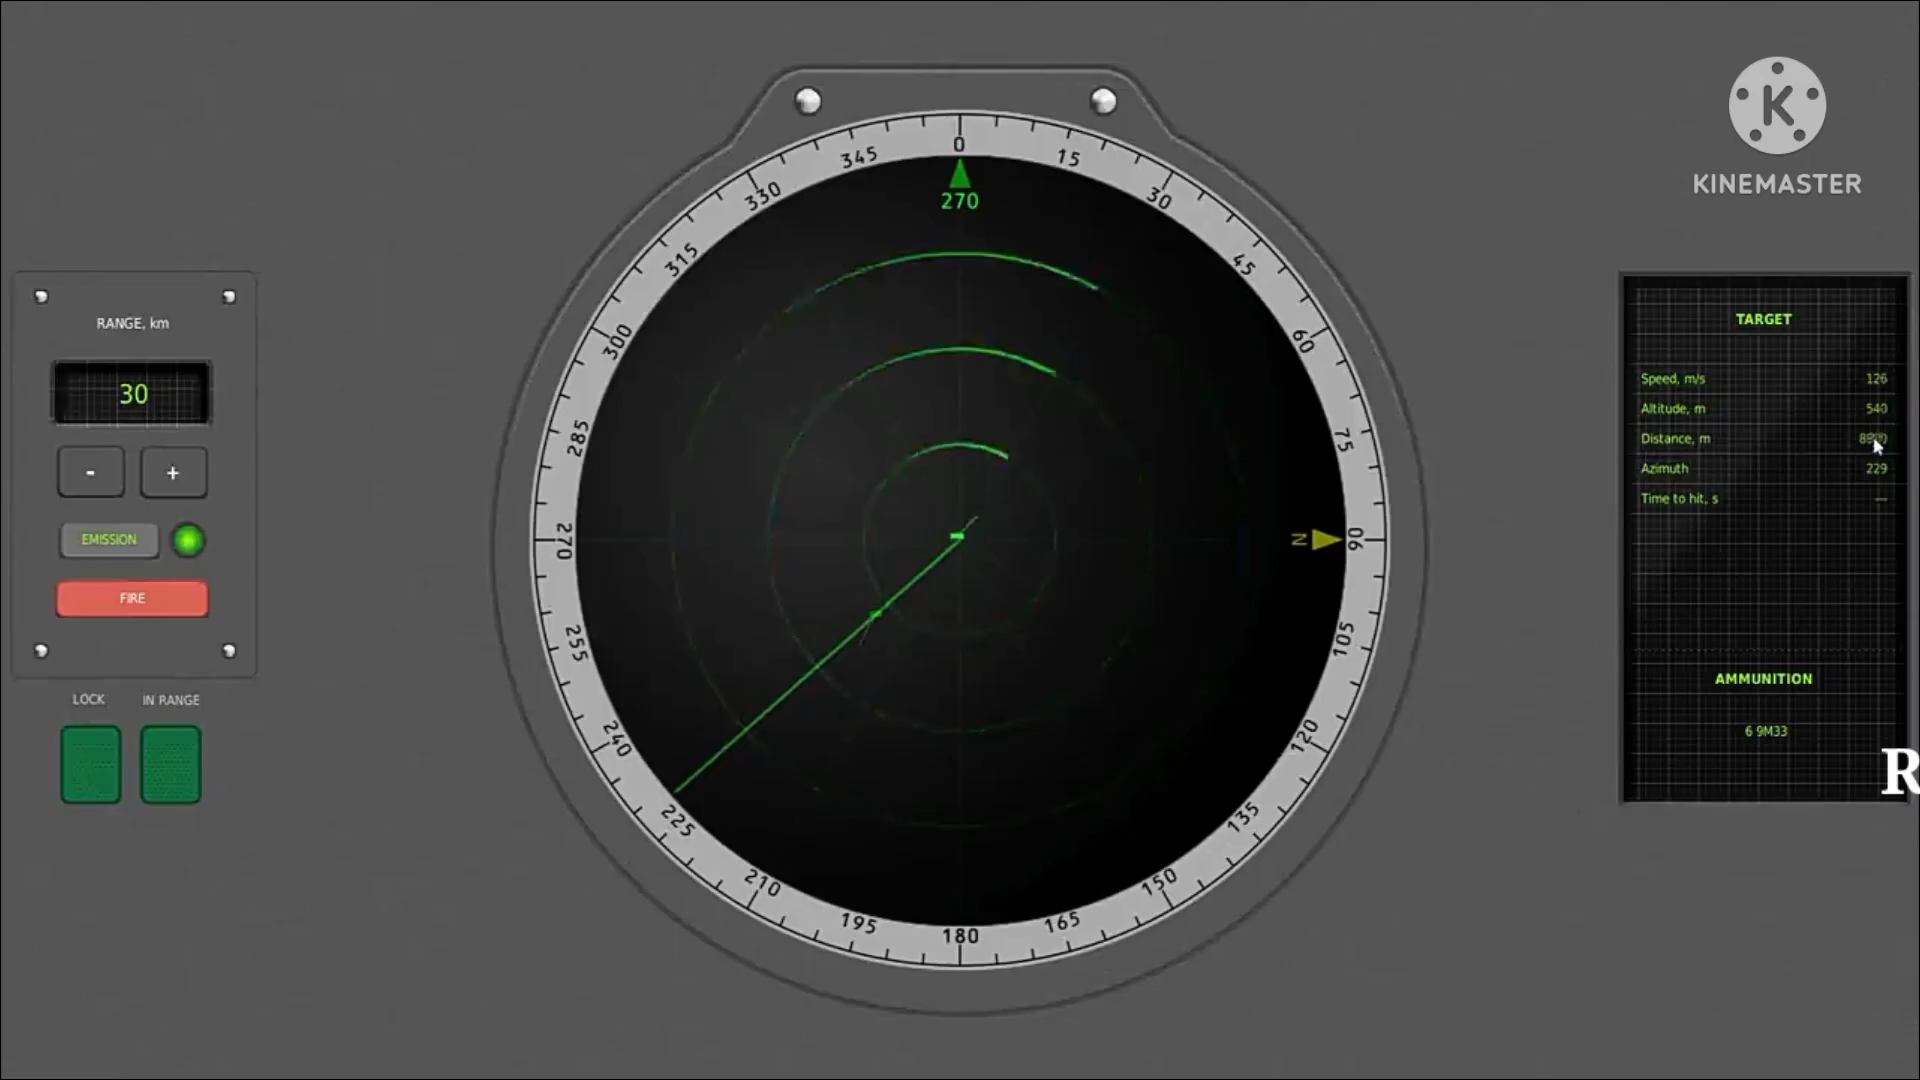 KINEMASTER
RANGE, km
30
- +
EMISSION
FIRE
LOCK IN RANGE
0
15
30
45
60
75
90
105
120
135
150
165
180
195
210
225
240
255
270
285
300
315
330
345
270
N
TARGET
Speed, m/s 126
Altitude, m 540
Distance, m
Azimuth 229
Time to hit, s ---
AMMUNITION
6 9M33
R